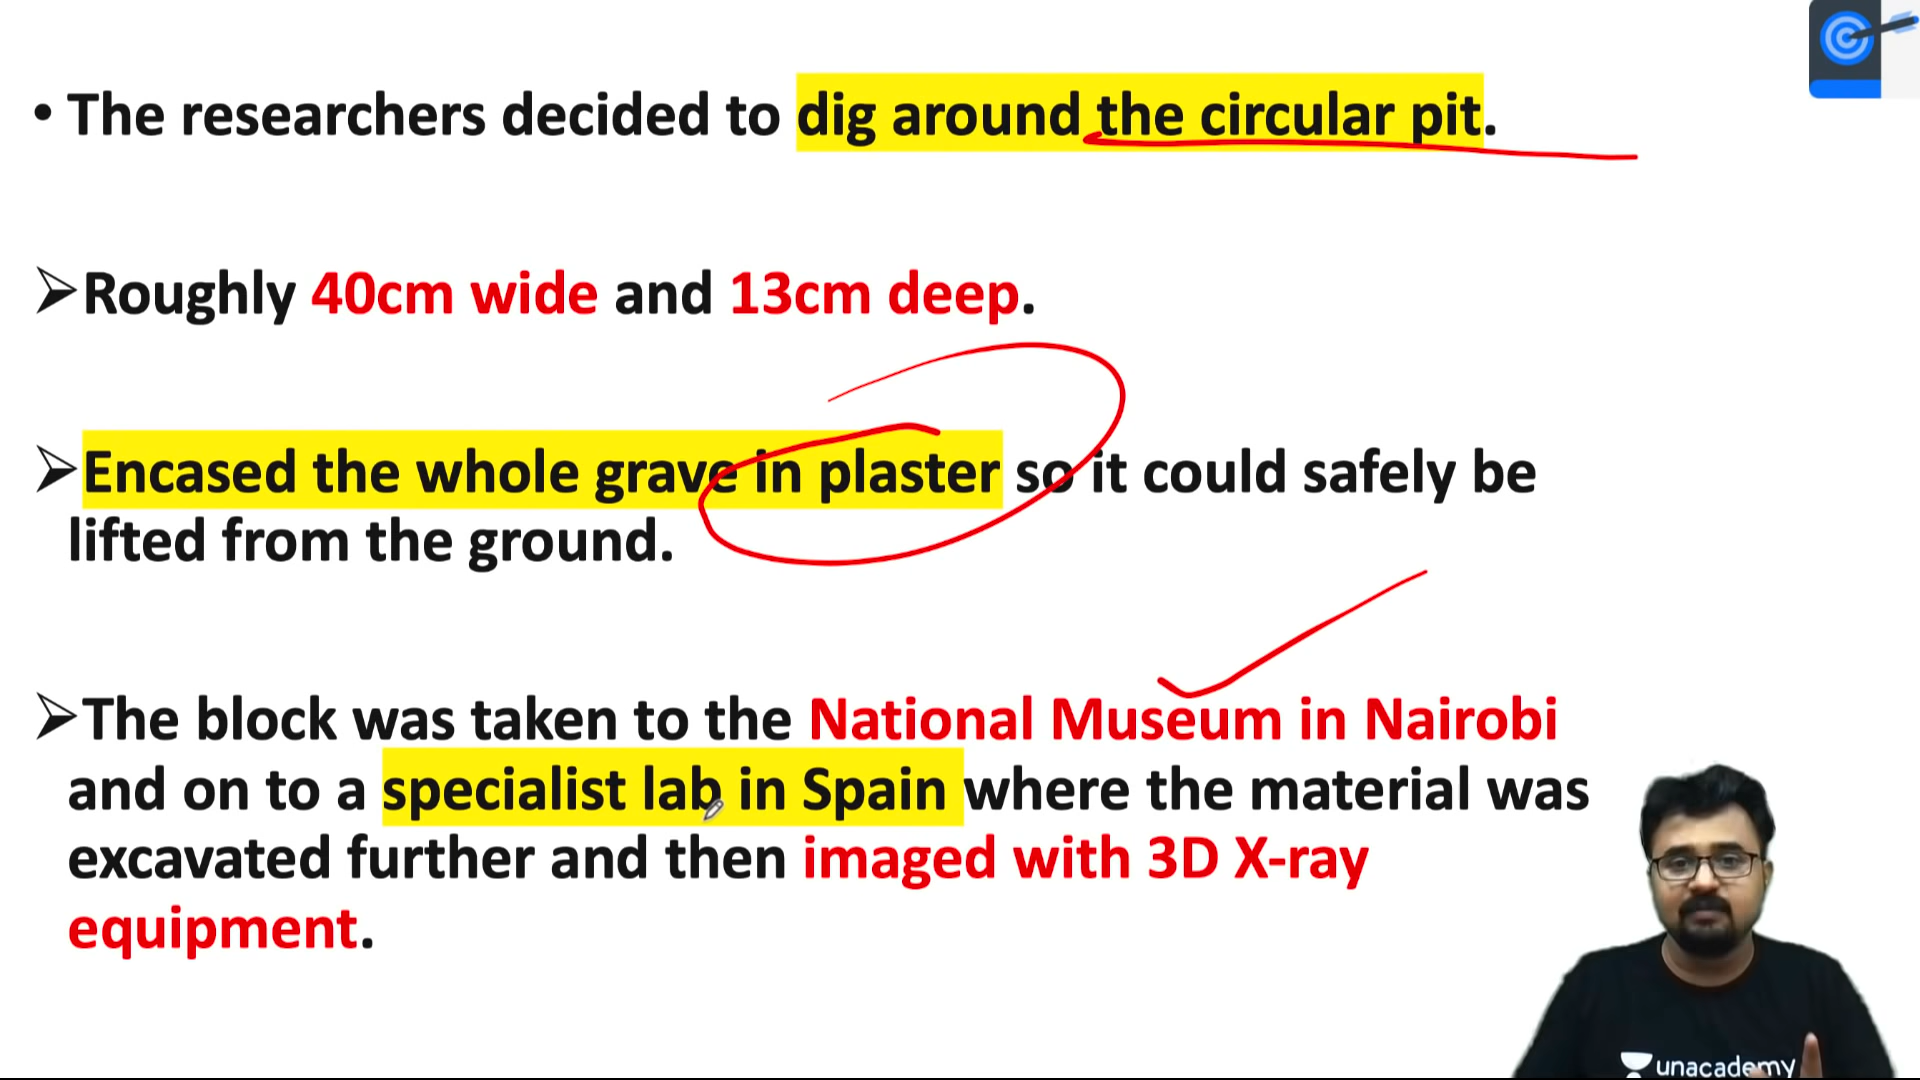 • The researchers decided to dig around the circular pit.
➢Roughly 40cm wide and 13cm deep.
➢Encased the whole grave in plaster so it could safely be
lifted from the ground.
➢The block was taken to the National Museum in Nairobi
and on to a specialist lab in Spain where the material was
excavated further and then imaged with 3D X-ray
equipment.
unacademy